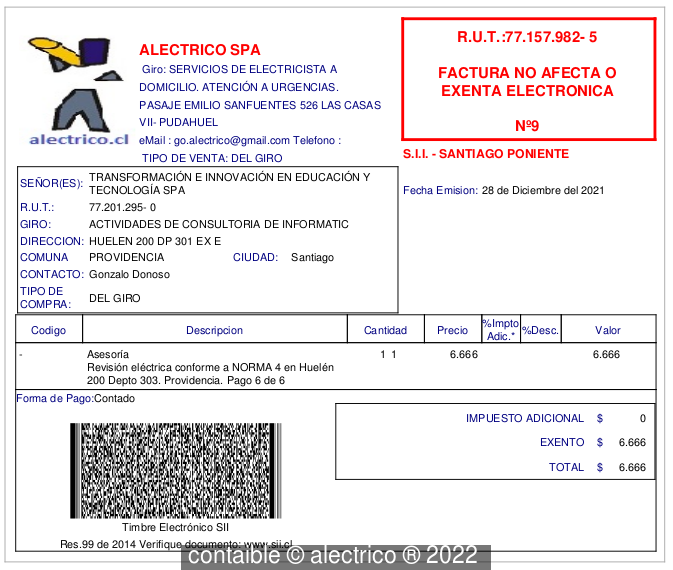 ALECTRICO SPA
Giro: SERVICIOS DE ELECTRICISTA A
DOMICILIO. ATENCIÓN A URGENCIAS.
PASAJE EMILIO SANFUENTES 526 LAS CASAS
VII- PUDAHUEL
eMail : go.alectrico@gmail.com Telefono :
TIPO DE VENTA: DEL GIRO
alectrico.cl
R.U.T.:77.157.982- 5
FACTURA NO AFECTA O
EXENTA ELECTRONICA
Nº9
S.I.I. - SANTIAGO PONIENTE
Fecha Emision: 28 de Diciembre del 2021
SEÑOR(ES): TRANSFORMACIÓN E INNOVACIÓN EN EDUCACIÓN Y
TECNOLOGÍA SPA
R.U.T.: 77.201.295- 0
GIRO: ACTIVIDADES DE CONSULTORIA DE INFORMATIC
DIRECCION: HUELEN 200 DP 301 EX E
COMUNA PROVIDENCIA CIUDAD: Santiago
CONTACTO: Gonzalo Donoso
TIPO DE
COMPRA: DEL GIRO
Codigo Descripcion Cantidad Precio %Impto Adic.* %Desc. Valor
- Asesoría 1 1 6.666 6.666
Revisión eléctrica conforme a NORMA 4 en Huelén
200 Depto 303. Providencia. Pago 6 de 6
Forma de Pago:Contado
IMPUESTO ADICIONAL $ 0
EXENTO $ 6.666
TOTAL $ 6.666
Timbre Electrónico SII
Res.99 de 2014 Verifique documento: www.sii.cl
contaible © alectrico ® 2022